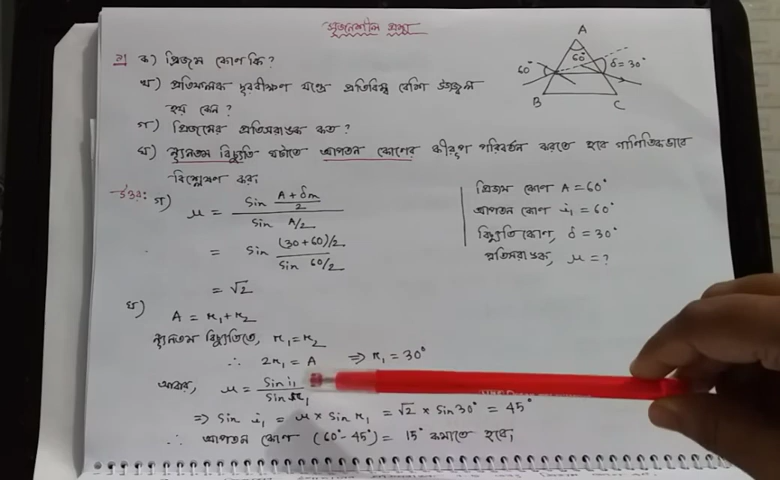 সৃজনশীল প্রশ্ন
ক) প্রিজম কোণ কি?
খ) প্রতিফলক দূরবীক্ষণ যন্ত্রে প্রতিবিম্ব বেশি উজ্জ্বল
হয় কেন?
গ) প্রিজমের প্রতিসরাঙ্ক কত?
ঘ) ন্যূনতম বিচ্যুতি ঘটাতে আপতন কোণের কীরূপ পরিবর্তন করতে হবে গাণিতিকভাবে
বিশ্লেষণ কর।
A
60°
60°
δ = 30°
B
C
উত্তর:
গ) μ = sin (A + δm)/2 / sin A/2
= sin (30+60)/2 / sin 60/2
= √2
প্রিজম কোণ A = 60°
আপতন কোণ i₁ = 60°
বিচ্যুতি কোণ, δ = 30°
প্রতিসরাঙ্ক, μ = ?
ঘ)
A = r₁ + r₂
ন্যূনতম বিচ্যুতিতে, r₁ = r₂
∴ 2r₁ = A ⇒ r₁ = 30°
আবার, μ = sin i₁ / sin r₁
⇒ sin i₁ = μ × sin r₁ = √2 × sin 30° = 45°
∴ আপতন কোণ (60° - 45°) = 15° কমাতে হবে।